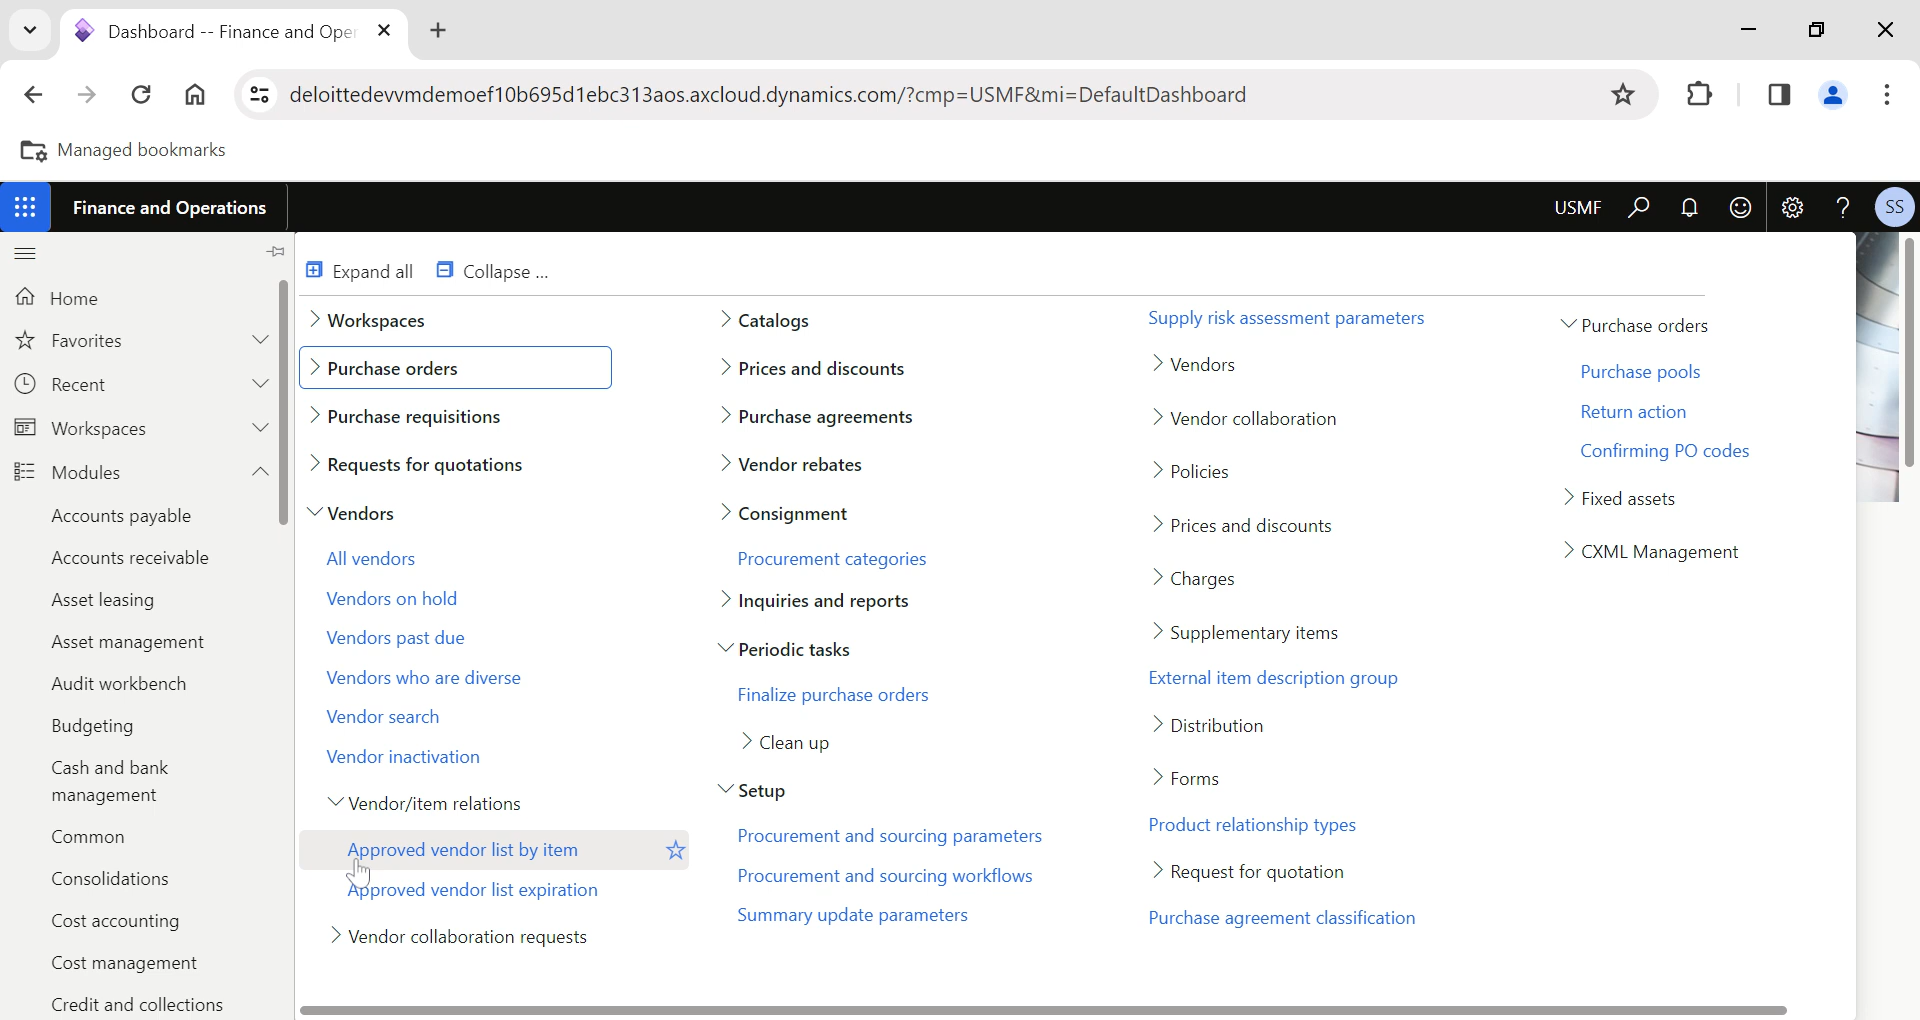 Dashboard -- Finance and Ope
deloittedevvmdemoef10b695d1ebc313aos.axcloud.dynamics.com/?cmp=USMF&mi=DefaultDashboard
Managed bookmarks
Finance and Operations
USMF
SS
Home
Favorites
Recent
Workspaces
Modules
Accounts payable
Accounts receivable
Asset leasing
Asset management
Audit workbench
Budgeting
Cash and bank
management
Common
Consolidations
Cost accounting
Cost management
Credit and collections
Expand all
Collapse ...
Workspaces
Purchase orders
Purchase requisitions
Requests for quotations
Vendors
All vendors
Vendors on hold
Vendors past due
Vendors who are diverse
Vendor search
Vendor inactivation
Vendor/item relations
Approved vendor list by item
Approved vendor list expiration
Vendor collaboration requests
Catalogs
Prices and discounts
Purchase agreements
Vendor rebates
Consignment
Procurement categories
Inquiries and reports
Periodic tasks
Finalize purchase orders
Clean up
Setup
Procurement and sourcing parameters
Procurement and sourcing workflows
Summary update parameters
Supply risk assessment parameters
Vendors
Vendor collaboration
Policies
Prices and discounts
Charges
Supplementary items
External item description group
Distribution
Forms
Product relationship types
Request for quotation
Purchase agreement classification
Purchase orders
Purchase pools
Return action
Confirming PO codes
Fixed assets
CXML Management